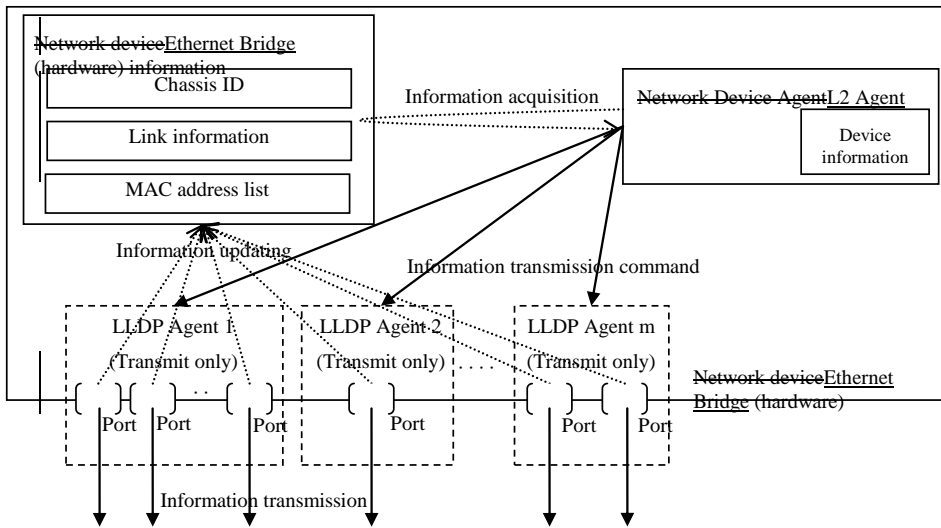 Network deviceEthernet Bridge
(hardware) information
Chassis ID
Link information
MAC address list
Information acquisition
Network Device AgentL2 Agent
Device
information
Information updating
Information transmission command
LLDP Agent 1
(Transmit only)
LLDP Agent 2
(Transmit only)
. . . .
LLDP Agent m
(Transmit only)
. .
Port
Port
Port
Port
Port
Port
Network deviceEthernet
Bridge (hardware)
Information transmission